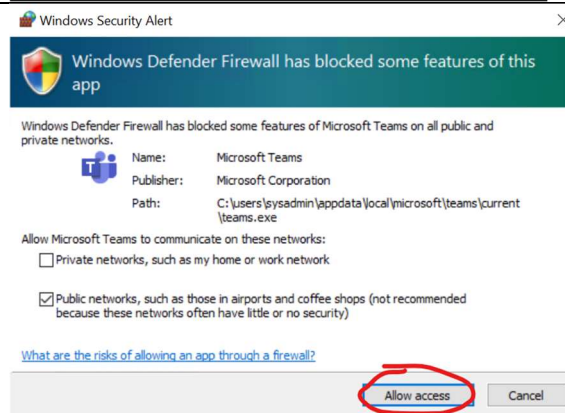 Windows Security Alert
Windows Defender Firewall has blocked some features of this
app
Windows Defender Firewall has blocked some features of Microsoft Teams on all public and
private networks.
Name: Microsoft Teams
Publisher: Microsoft Corporation
Path: C:\users\sysadmin\appdata\local\microsoft\teams\current
\teams.exe
Allow Microsoft Teams to communicate on these networks:
Private networks, such as my home or work network
Public networks, such as those in airports and coffee shops (not recommended
because these networks often have little or no security)
What are the risks of allowing an app through a firewall?
Allow access Cancel